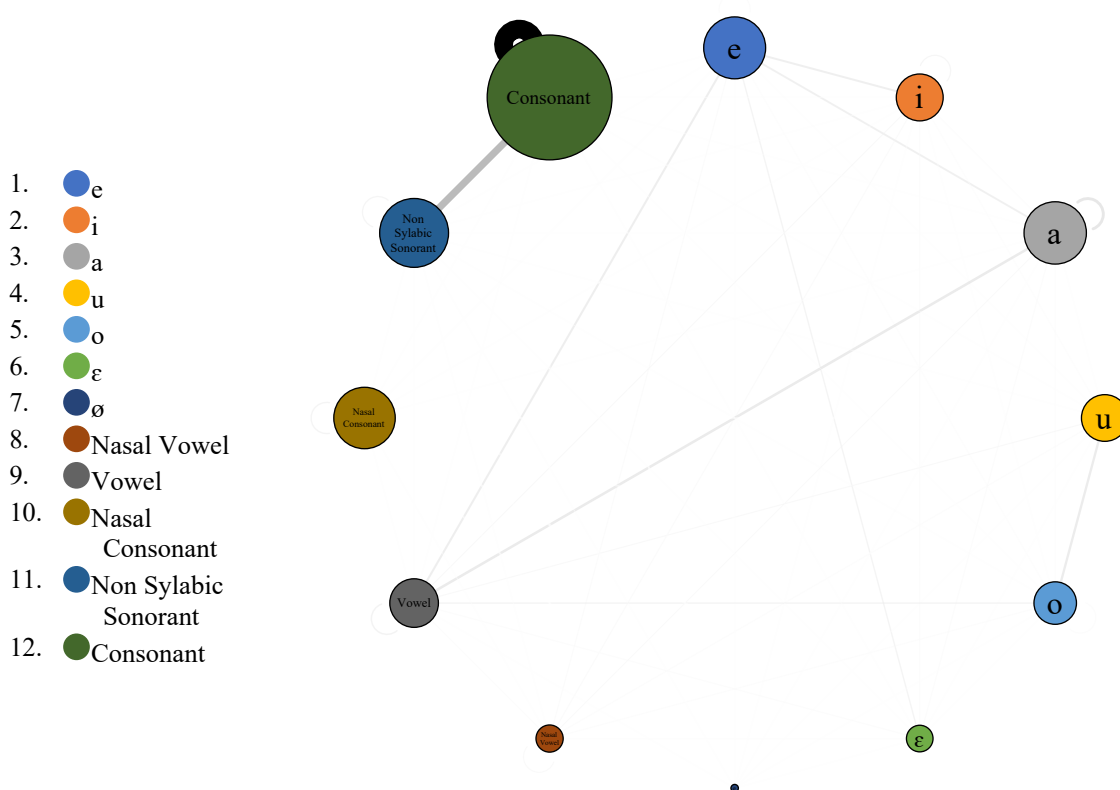 e
i
Consonant
Non
Sylabic
Sonorant
a
1. e
2. i
3. a
4. u
5. o
6. ε
7. ø
8. Nasal Vowel
9. Vowel
10. Nasal
Consonant
11. Non Sylabic
Sonorant
12. Consonant
Nasal
Consonant
u
Vowel
o
Nasal
Vowel
ε